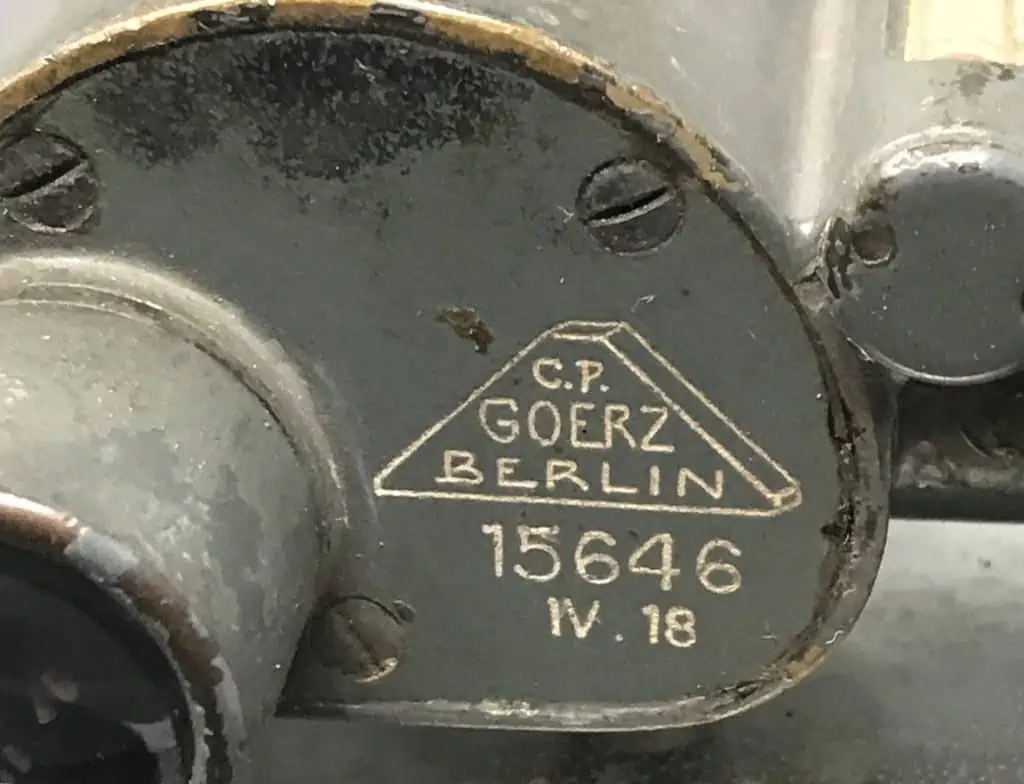 C.P.
GOERZ
BERLIN
15646
IV . 18